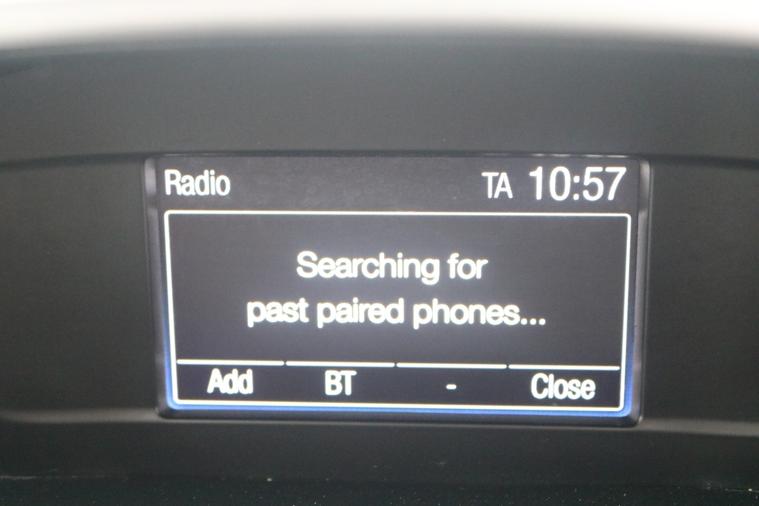 Radio TA 10:57
Searching for
past paired phones...
Add BT - Close